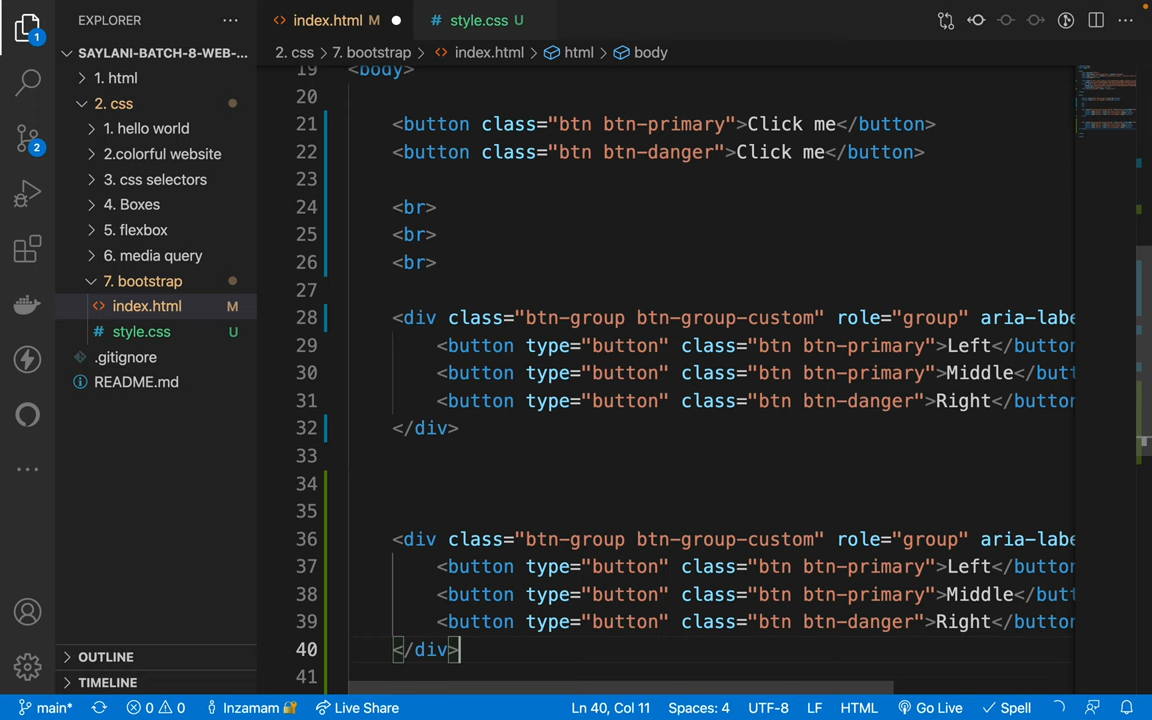 EXPLORER
index.html M
# style.css U
SAYLANI-BATCH-8-WEB-...
2. css > 7. bootstrap > index.html > html > body
1. html
2. css
1. hello world
2.colorful website
3. css selectors
4. Boxes
5. flexbox
6. media query
7. bootstrap
index.html M
# style.css U
.gitignore
README.md
OUTLINE
TIMELINE
1
2
19 <body>
20
21 <button class="btn btn-primary">Click me</button>
22 <button class="btn btn-danger">Click me</button>
23
24 <br>
25 <br>
26 <br>
27
28 <div class="btn-group btn-group-custom" role="group" aria-labe
29 <button type="button" class="btn btn-primary">Left</button
30 <button type="button" class="btn btn-primary">Middle</butt
31 <button type="button" class="btn btn-danger">Right</button
32 </div>
33
34
35
36 <div class="btn-group btn-group-custom" role="group" aria-labe
37 <button type="button" class="btn btn-primary">Left</button
38 <button type="button" class="btn btn-primary">Middle</butt
39 <button type="button" class="btn btn-danger">Right</button
40 </div>
41
main* 0 0 Inzamam Live Share Ln 40, Col 11 Spaces: 4 UTF-8 LF HTML Go Live Spell